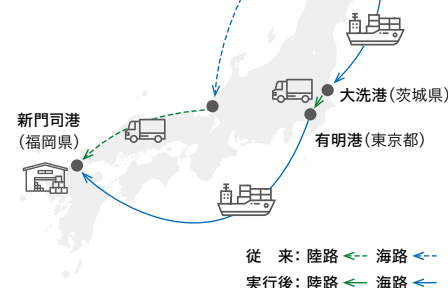 大洗港(茨城県)
新門司港
(福岡県)
有明港(東京都)
従　来：陸路 海路
実行後：陸路 海路